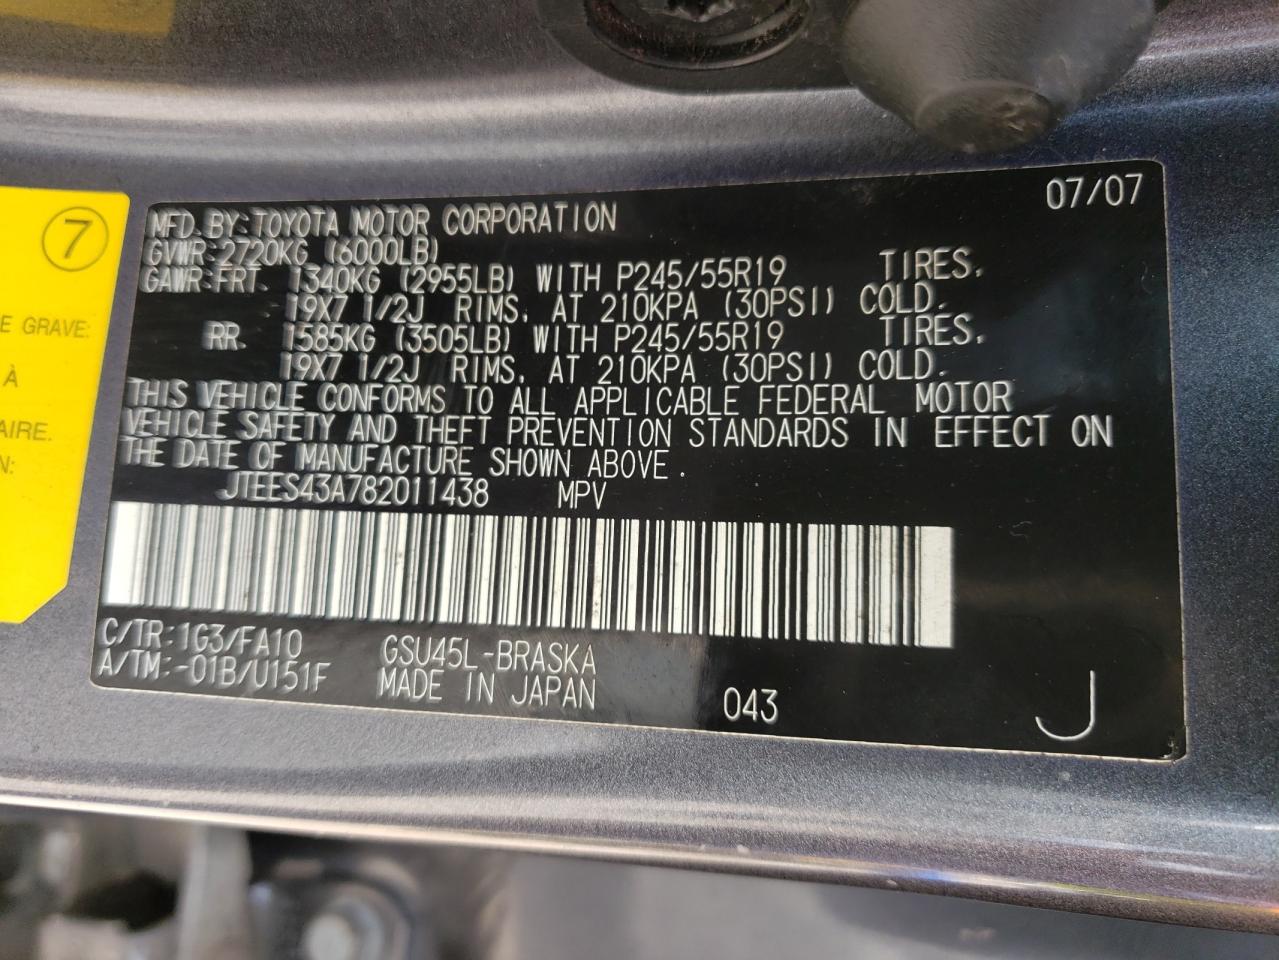 07/07
MFD.BY:TOYOTA MOTOR CORPORATION
GVWR:2720KG (6000LB)
GAWR:FRT. 1340KG (2955LB) WITH P245/55R19 TIRES,
19X7 1/2J RIMS, AT 210KPA (30PSI) COLD.
RR. 1585KG (3505LB) WITH P245/55R19 TIRES,
19X7 1/2J RIMS, AT 210KPA (30PSI) COLD.
THIS VEHICLE CONFORMS TO ALL APPLICABLE FEDERAL MOTOR
VEHICLE SAFETY AND THEFT PREVENTION STANDARDS IN EFFECT ON
THE DATE OF MANUFACTURE SHOWN ABOVE.
JTEES43A782011438 MPV
C/TR:1G3/FA10 GSU45L-BRASKA
A/TM:-01B/U151F MADE IN JAPAN
043 J
7
E GRAVE:
À
AIRE.
N: